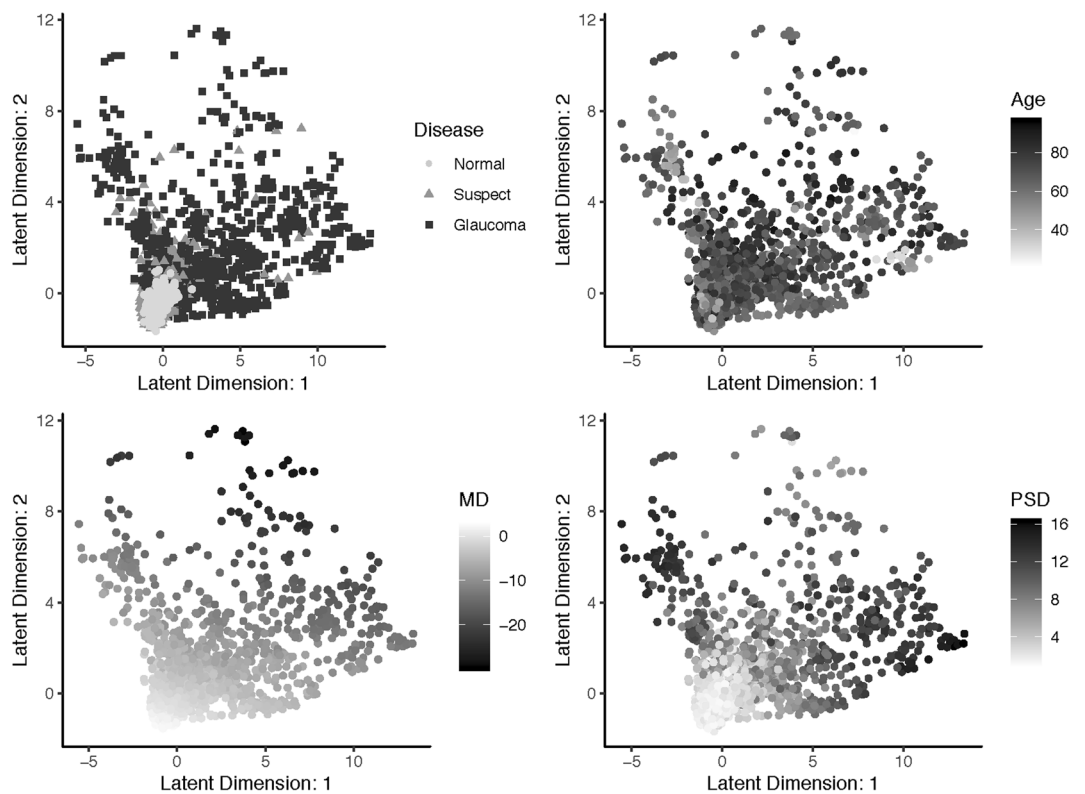 12
8
4
0
Latent Dimension: 2
−5
0
5
10
Latent Dimension: 1
Disease
Normal
Suspect
Glaucoma
12
8
4
0
Latent Dimension: 2
−5
0
5
10
Latent Dimension: 1
Age
80
60
40
12
8
4
0
Latent Dimension: 2
−5
0
5
10
Latent Dimension: 1
MD
0
−10
−20
12
8
4
0
Latent Dimension: 2
−5
0
5
10
Latent Dimension: 1
PSD
16
12
8
4